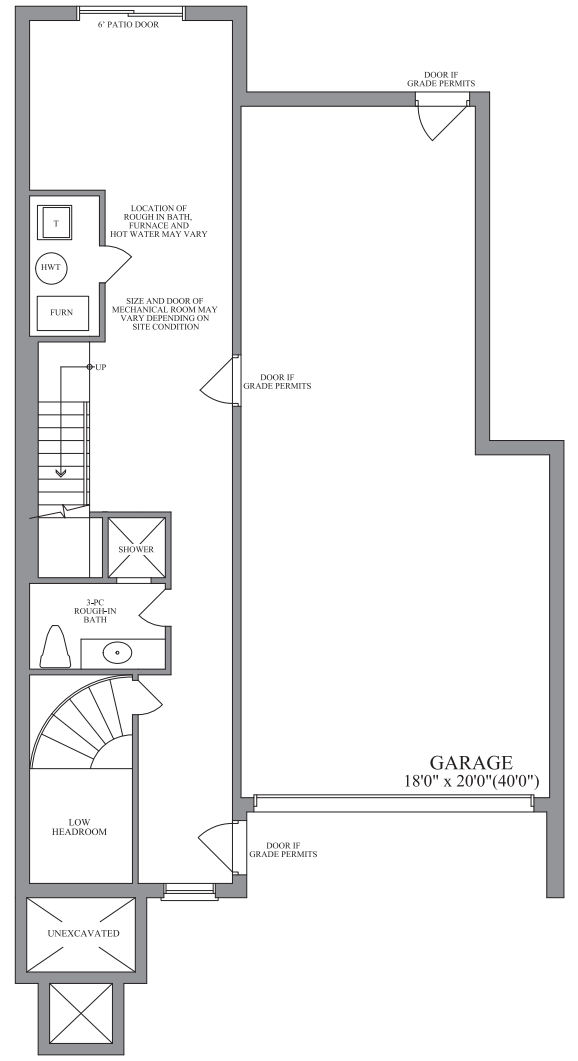 6' PATIO DOOR
DOOR IF
GRADE PERMITS
LOCATION OF
ROUGH IN BATH,
FURNACE AND
HOT WATER MAY VARY
T
HWT
FURN
SIZE AND DOOR OF
MECHANICAL ROOM MAY
VARY DEPENDING ON
SITE CONDITION
UP
DOOR IF
GRADE PERMITS
SHOWER
3-PC
ROUGH-IN
BATH
GARAGE
18'0" x 20'0"(40'0")
LOW
HEADROOM
DOOR IF
GRADE PERMITS
UNEXCAVATED